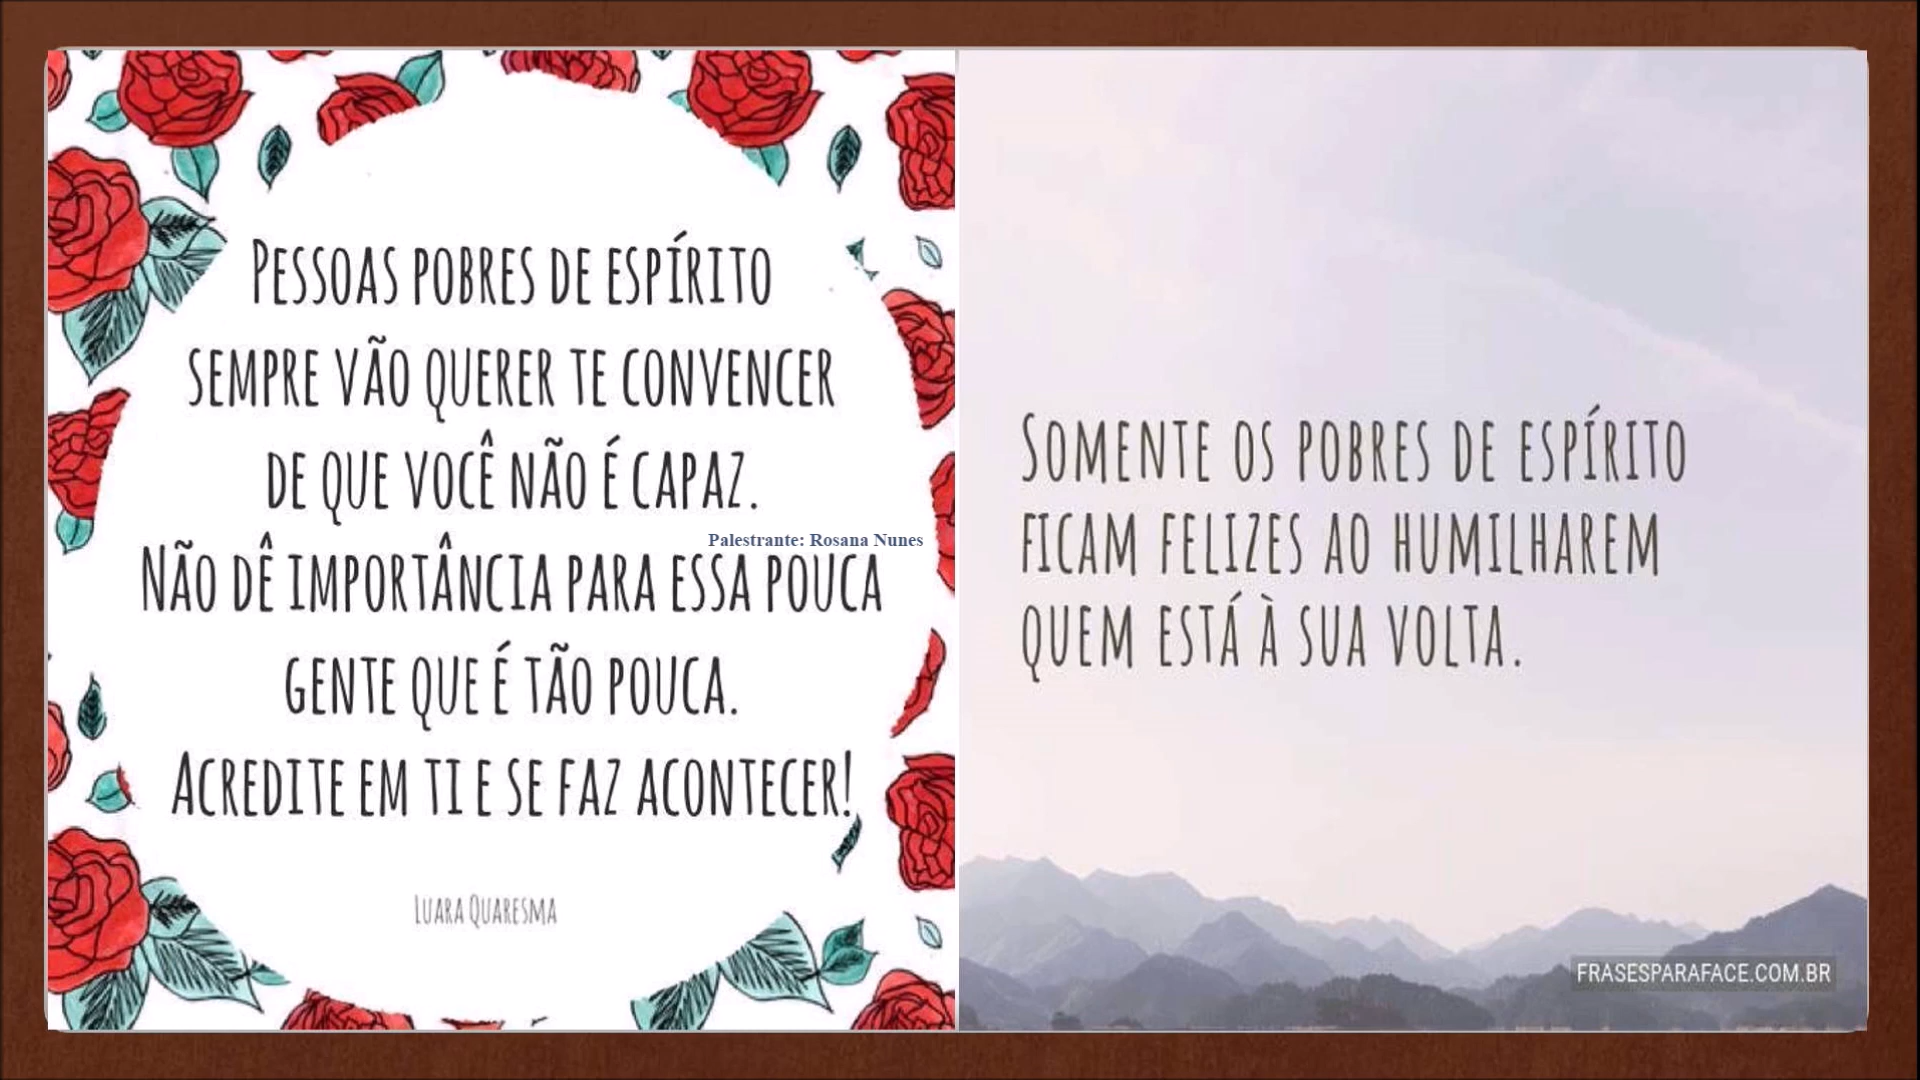 PESSOAS POBRES DE ESPÍRITO
SEMPRE VÃO QUERER TE CONVENCER
DE QUE VOCÊ NÃO É CAPAZ.
Palestrante: Rosana Nunes
NÃO DÊ IMPORTÂNCIA PARA ESSA POUCA
GENTE QUE É TÃO POUCA.
ACREDITE EM TI E SE FAZ ACONTECER!
LUARA QUARESMA
SOMENTE OS POBRES DE ESPÍRITO
FICAM FELIZES AO HUMILHAREM
QUEM ESTÁ À SUA VOLTA.
FRASESPARAFACE.COM.BR